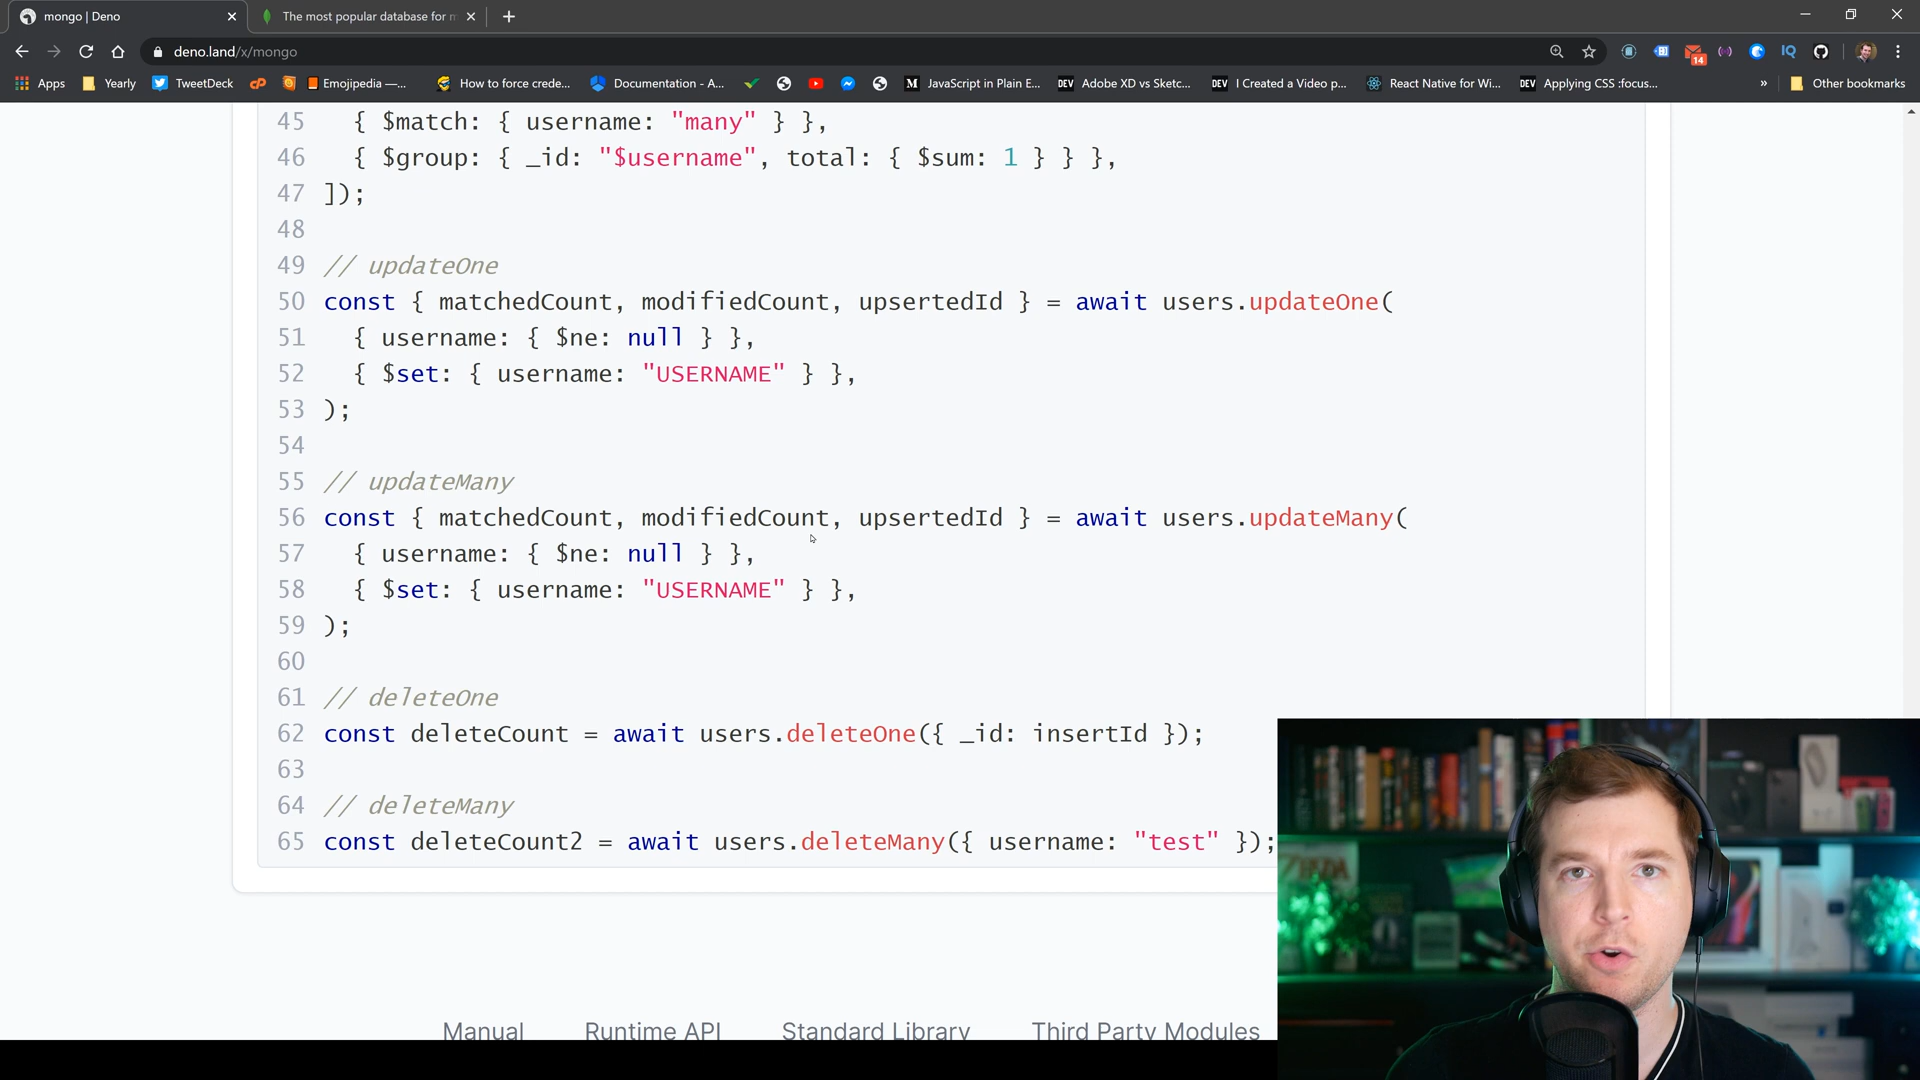 mongo | Deno
The most popular database for m
deno.land/x/mongo
14
Apps
Yearly
TweetDeck
Emojipedia —...
How to force crede...
Documentation - A...
JavaScript in Plain E...
DEV Adobe XD vs Sketc...
DEV I Created a Video p...
React Native for Wi...
DEV Applying CSS :focus...
»
Other bookmarks
45 { $match: { username: "many" } },
46 { $group: { _id: "$username", total: { $sum: 1 } } },
47 ]);
48
49 // updateOne
50 const { matchedCount, modifiedCount, upsertedId } = await users.updateOne(
51 { username: { $ne: null } },
52 { $set: { username: "USERNAME" } },
53 );
54
55 // updateMany
56 const { matchedCount, modifiedCount, upsertedId } = await users.updateMany(
57 { username: { $ne: null } },
58 { $set: { username: "USERNAME" } },
59 );
60
61 // deleteOne
62 const deleteCount = await users.deleteOne({ _id: insertId });
63
64 // deleteMany
65 const deleteCount2 = await users.deleteMany({ username: "test" });
Manual
Runtime API
Standard Library
Third Party Modules